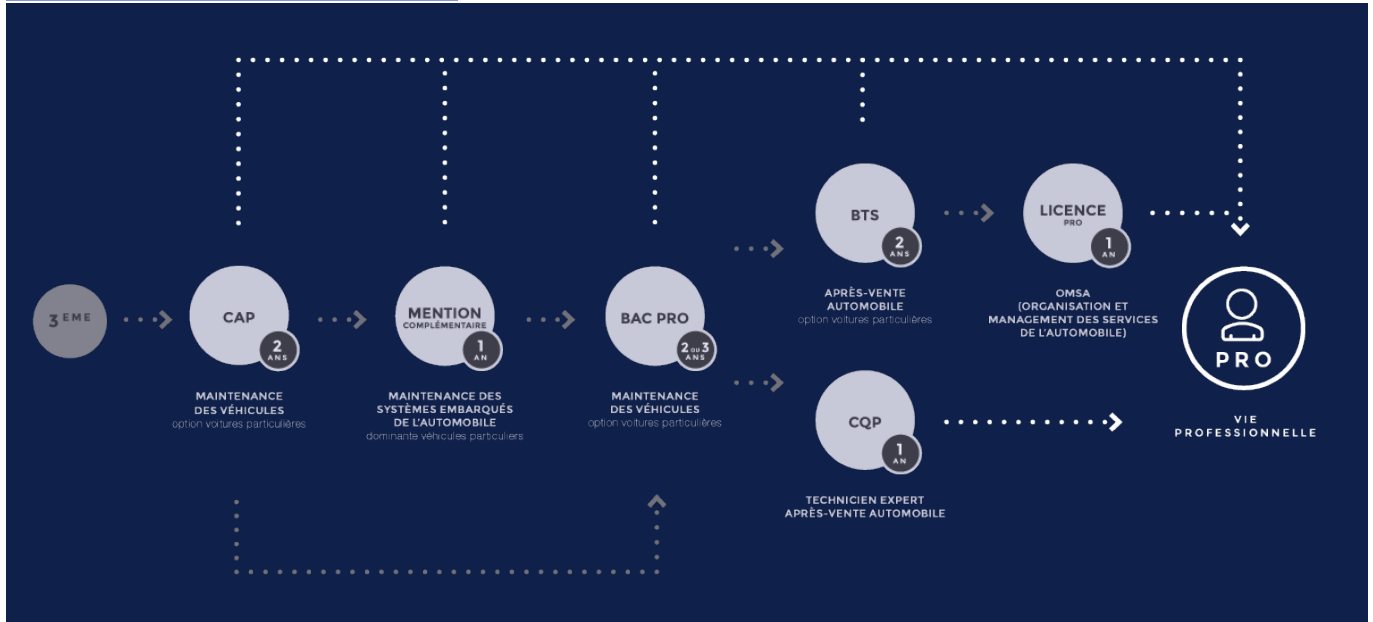 3 EME
CAP
2
ANS
MAINTENANCE
DES VÉHICULES
option voitures particulières
MENTION
COMPLÉMENTAIRE
1
AN
MAINTENANCE DES
SYSTÈMES EMBARQUÉS
DE L'AUTOMOBILE
dominante véhicules particuliers
BAC PRO
2 OU 3
ANS
MAINTENANCE
DES VÉHICULES
option voitures particulières
BTS
2
ANS
APRÈS-VENTE
AUTOMOBILE
option voitures particulières
LICENCE
PRO
1
AN
OMSA
(ORGANISATION ET
MANAGEMENT DES SERVICES
DE L'AUTOMOBILE)
CQP
1
AN
TECHNICIEN EXPERT
APRÈS-VENTE AUTOMOBILE
PRO
VIE
PROFESSIONNELLE